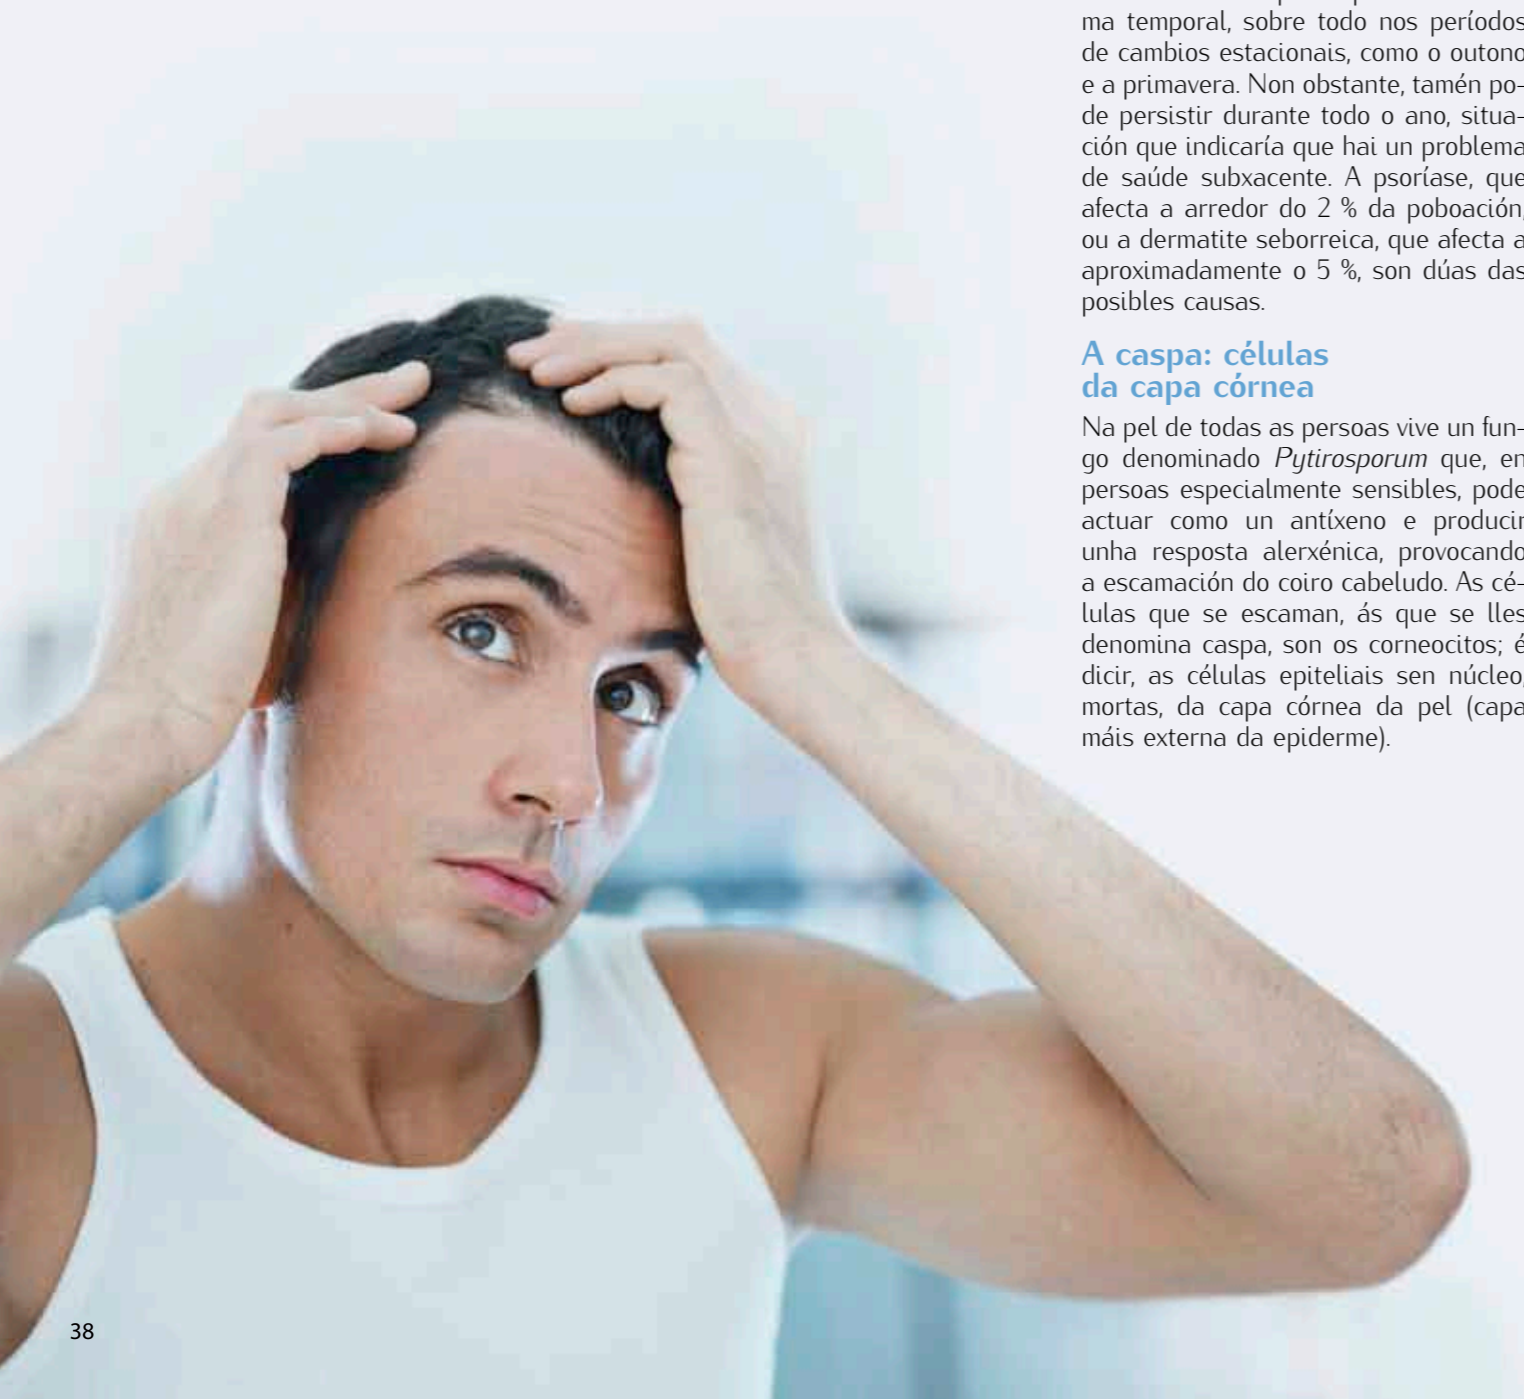 ma temporal, sobre todo nos períodos
de cambios estacionais, como o outono
e a primavera. Non obstante, tamén po-
de persistir durante todo o ano, situa-
ción que indicaría que hai un problema
de saúde subxacente. A psoríase, que
afecta a arredor do 2 % da poboación,
ou a dermatite seborreica, que afecta a
aproximadamente o 5 %, son dúas das
posibles causas.
A caspa: células
da capa córnea
Na pel de todas as persoas vive un fun-
go denominado Pytirosporum que, en
persoas especialmente sensibles, pode
actuar como un antíxeno e producir
unha resposta alerxénica, provocando
a escamación do coiro cabeludo. As cé-
lulas que se escaman, ás que se lles
denomina caspa, son os corneocitos; é
dicir, as células epiteliais sen núcleo,
mortas, da capa córnea da pel (capa
máis externa da epiderme).
38